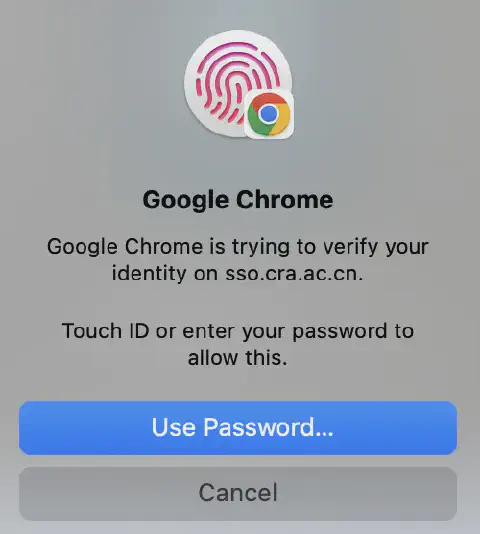 Google Chrome
Google Chrome is trying to verify your
identity on sso.cra.ac.cn.
Touch ID or enter your password to
allow this.
Use Password...
Cancel